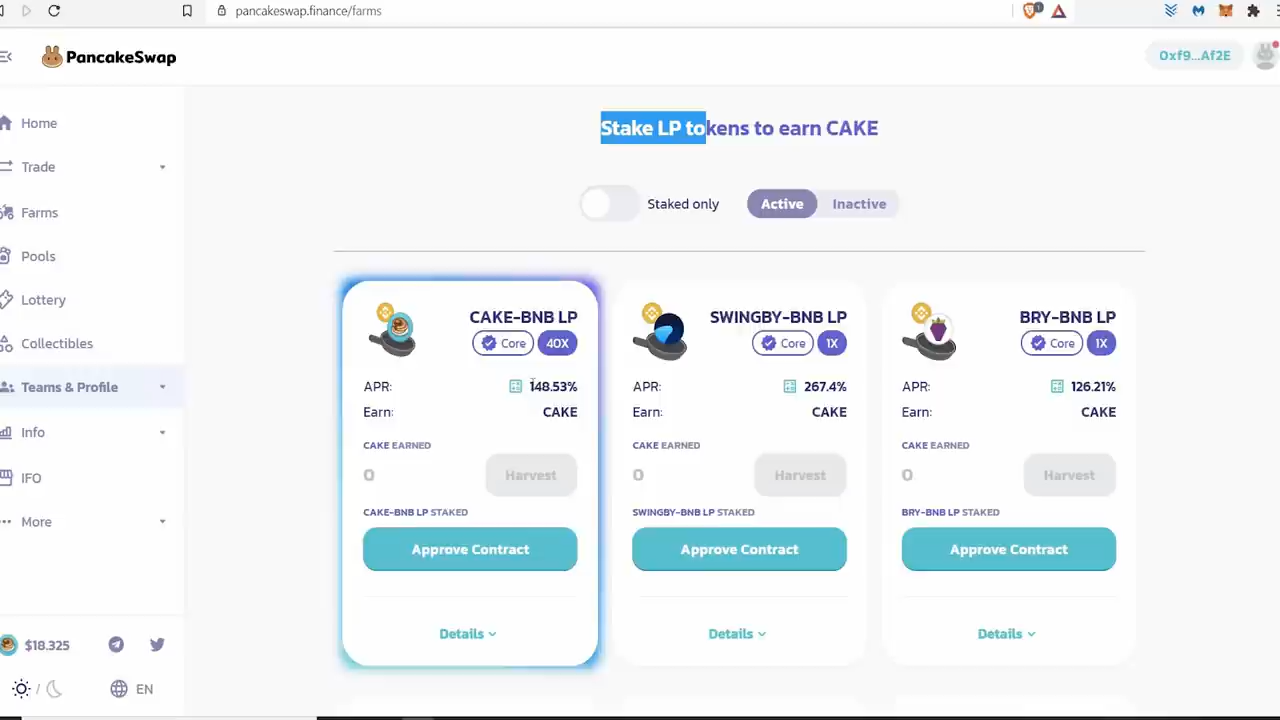 pancakeswap.finance/farms
1
PancakeSwap
0xf9...Af2E
Home
Trade
Farms
Pools
Lottery
Collectibles
Teams & Profile
Info
IFO
More
$18.325
EN
Stake LP tokens to earn CAKE
Staked only
Active
Inactive
CAKE-BNB LP
Core
40X
APR:
148.53%
Earn:
CAKE
CAKE EARNED
0
Harvest
CAKE-BNB LP STAKED
Approve Contract
Details
SWINGBY-BNB LP
Core
1X
APR:
267.4%
Earn:
CAKE
CAKE EARNED
0
Harvest
SWINGBY-BNB LP STAKED
Approve Contract
Details
BRY-BNB LP
Core
1X
APR:
126.21%
Earn:
CAKE
CAKE EARNED
0
Harvest
BRY-BNB LP STAKED
Approve Contract
Details